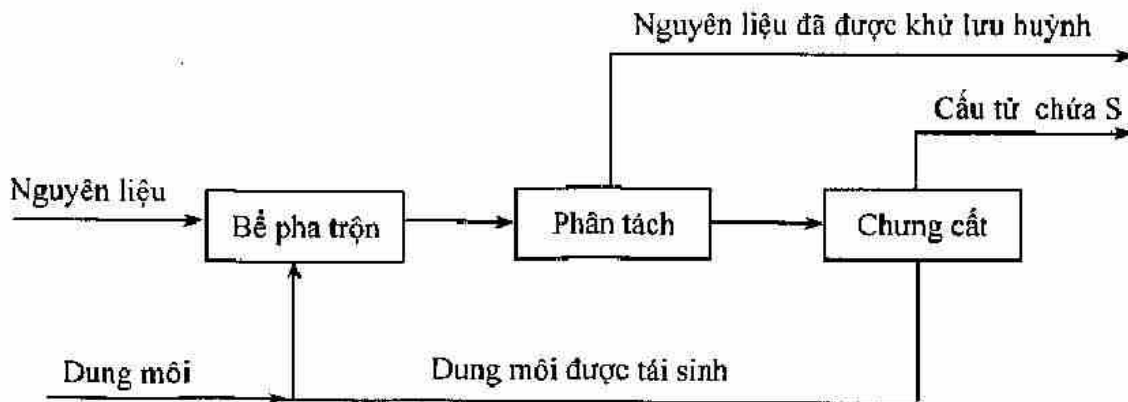 Nguyên liệu đã được khử lưu huỳnh
Cấu tử chứa S
Nguyên liệu
Bể pha trộn
Phân tách
Chưng cất
Dung môi
Dung môi được tái sinh